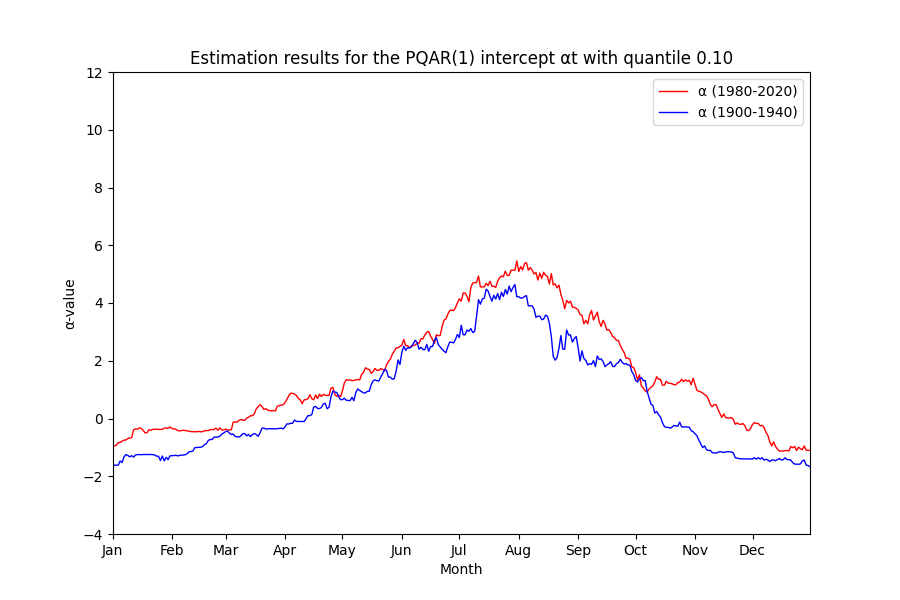 Estimation results for the PQAR(1) intercept αt with quantile 0.10
α (1980-2020)
α (1900-1940)
12
10
8
6
4
2
0
−2
−4
α-value
Jan Feb Mar Apr May Jun Jul Aug Sep Oct Nov Dec
Month